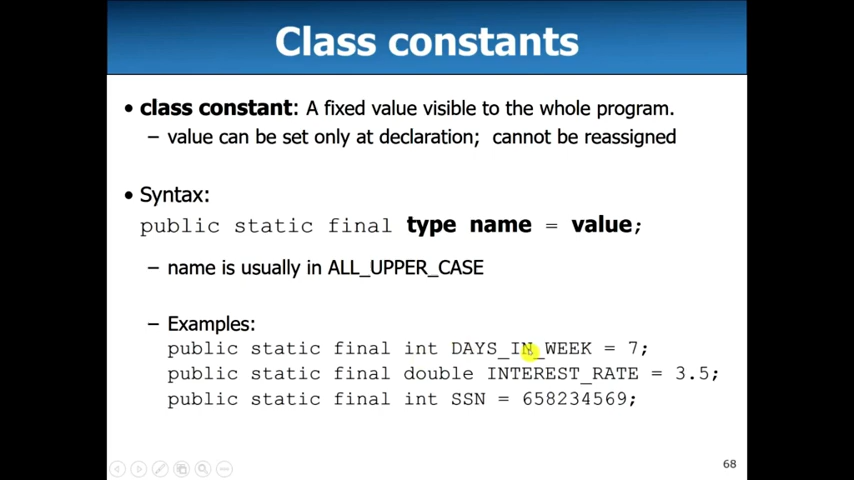 Class constants
• class constant: A fixed value visible to the whole program.
– value can be set only at declaration; cannot be reassigned
• Syntax:
public static final type name = value;
– name is usually in ALL_UPPER_CASE
– Examples:
public static final int DAYS_IN_WEEK = 7;
public static final double INTEREST_RATE = 3.5;
public static final int SSN = 658234569;
68